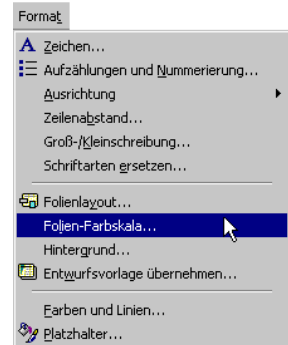 Format
Zeichen...
Aufzählungen und Nummerierung...
Ausrichtung
Zeilenabstand...
Groß-/Kleinschreibung...
Schriftarten ersetzen...
Folienlayout...
Folien-Farbskala...
Hintergrund...
Entwurfsvorlage übernehmen...
Farben und Linien...
Platzhalter...